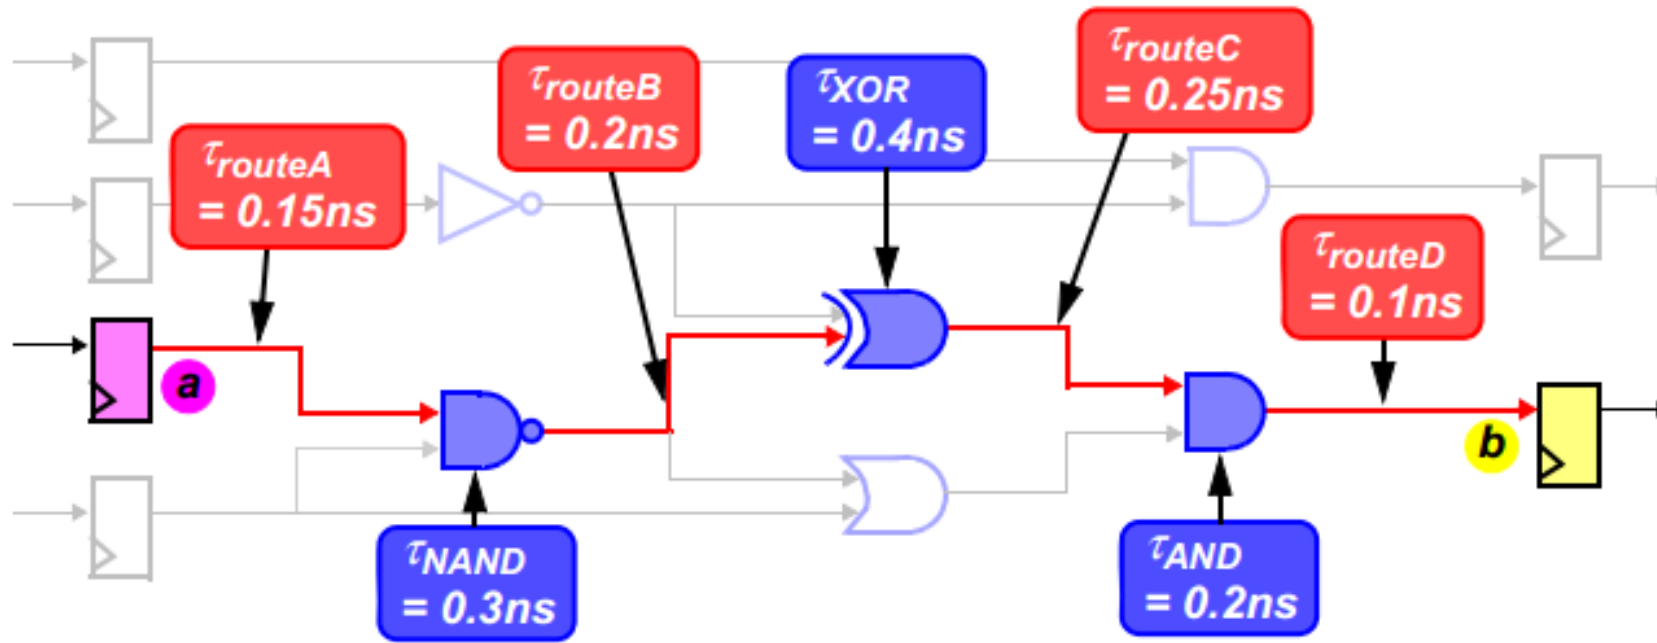 τrouteA
= 0.15ns
τrouteB
= 0.2ns
τXOR
= 0.4ns
τrouteC
= 0.25ns
τrouteD
= 0.1ns
a
b
τNAND
= 0.3ns
τAND
= 0.2ns